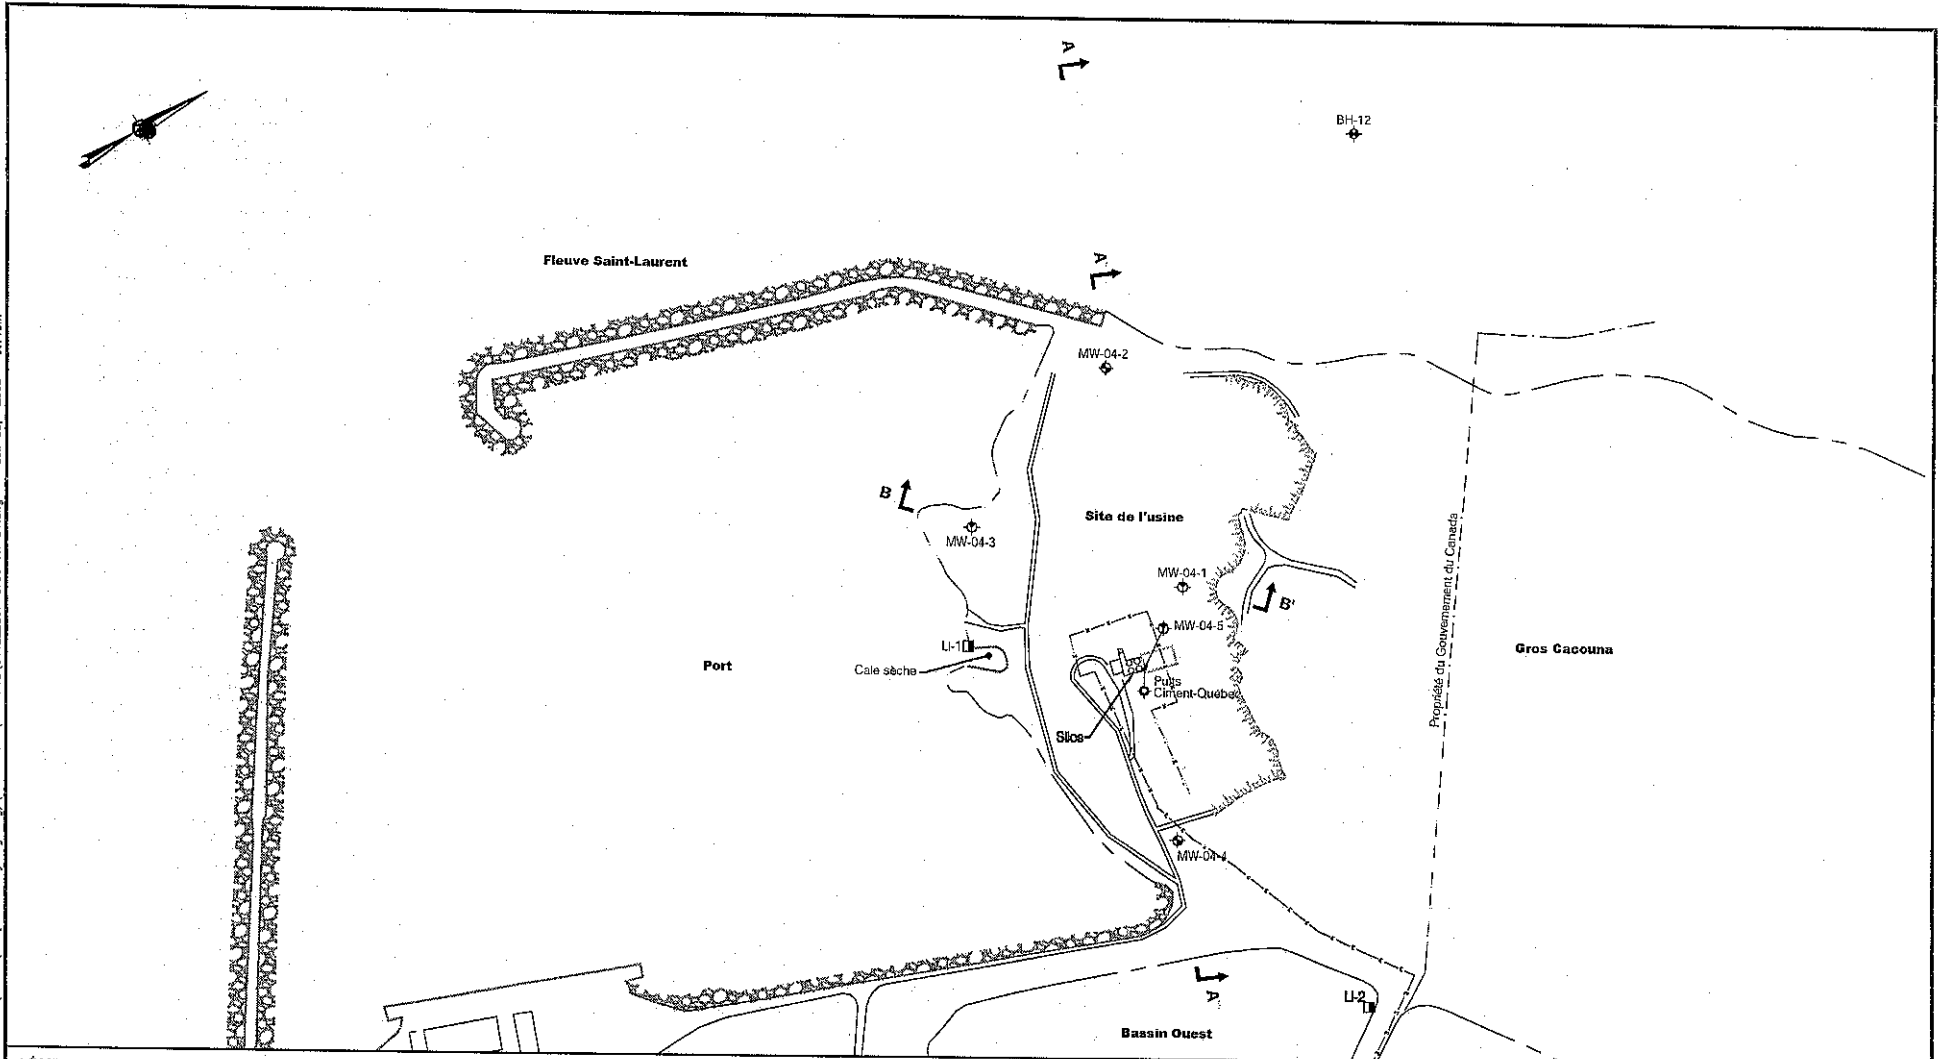 A
BH-12
Fleuve Saint-Laurent
A'
MW-04-2
B
Site de l'usine
MW-04-3
MW-04-1
B'
MW-04-5
LI-1
Port
Cale sèche
Puits
Ciment-Québec
Silos
Propriété du Gouvernement du Canada
Gros Cacouna
MW-04-4
A'
LI-2
Bassin Ouest